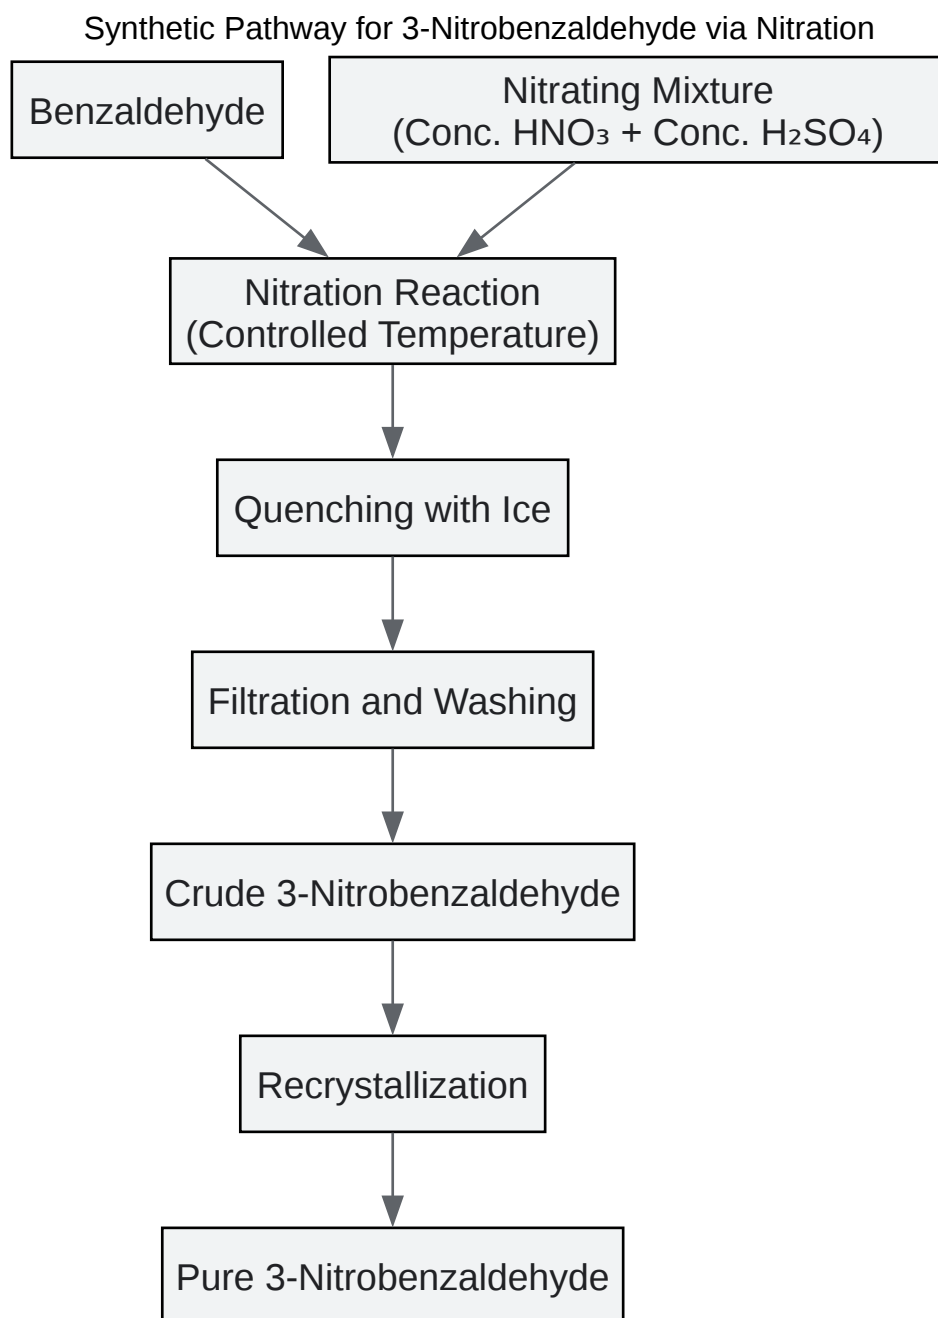 Synthetic Pathway for 3-Nitrobenzaldehyde via Nitration
Benzaldehyde
Nitrating Mixture
(Conc. HNO₃ + Conc. H₂SO₄)
Nitration Reaction
(Controlled Temperature)
Quenching with Ice
Filtration and Washing
Crude 3-Nitrobenzaldehyde
Recrystallization
Pure 3-Nitrobenzaldehyde